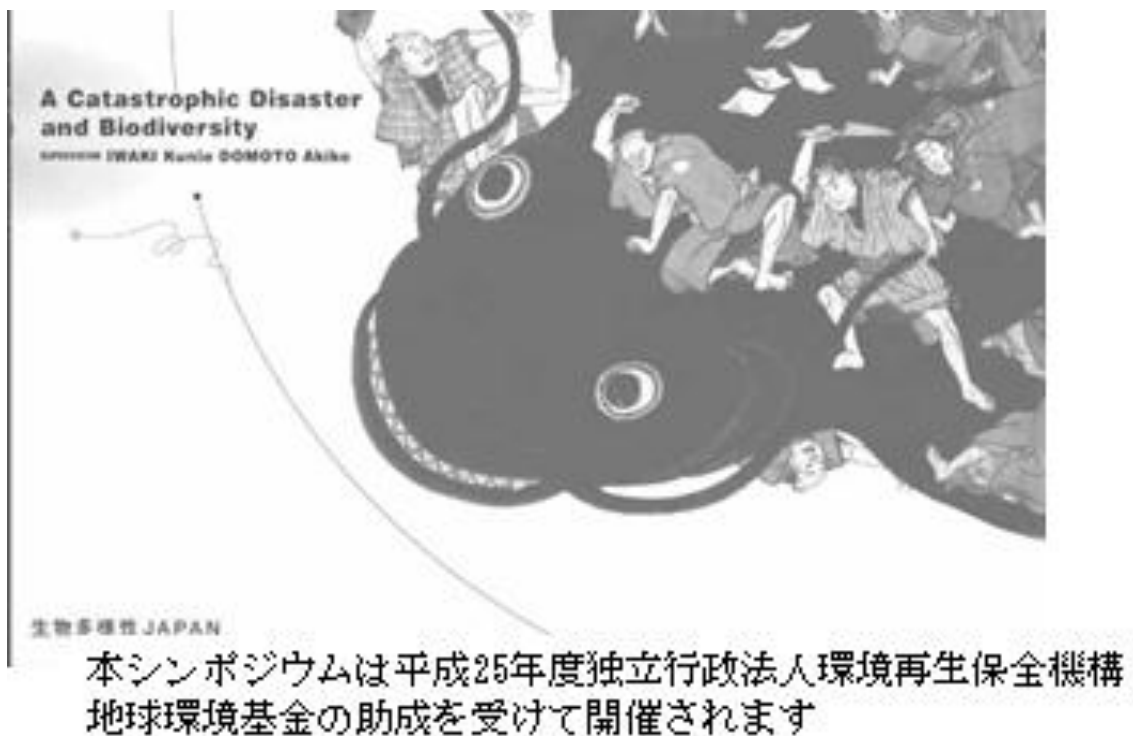 A Catastrophic Disaster
and Biodiversity
SUPERVISION IWAKI Kunio DOMOTO Akiko
生物多様性JAPAN
本シンポジウムは平成25年度独立行政法人環境再生保全機構
地球環境基金の助成を受けて開催されます